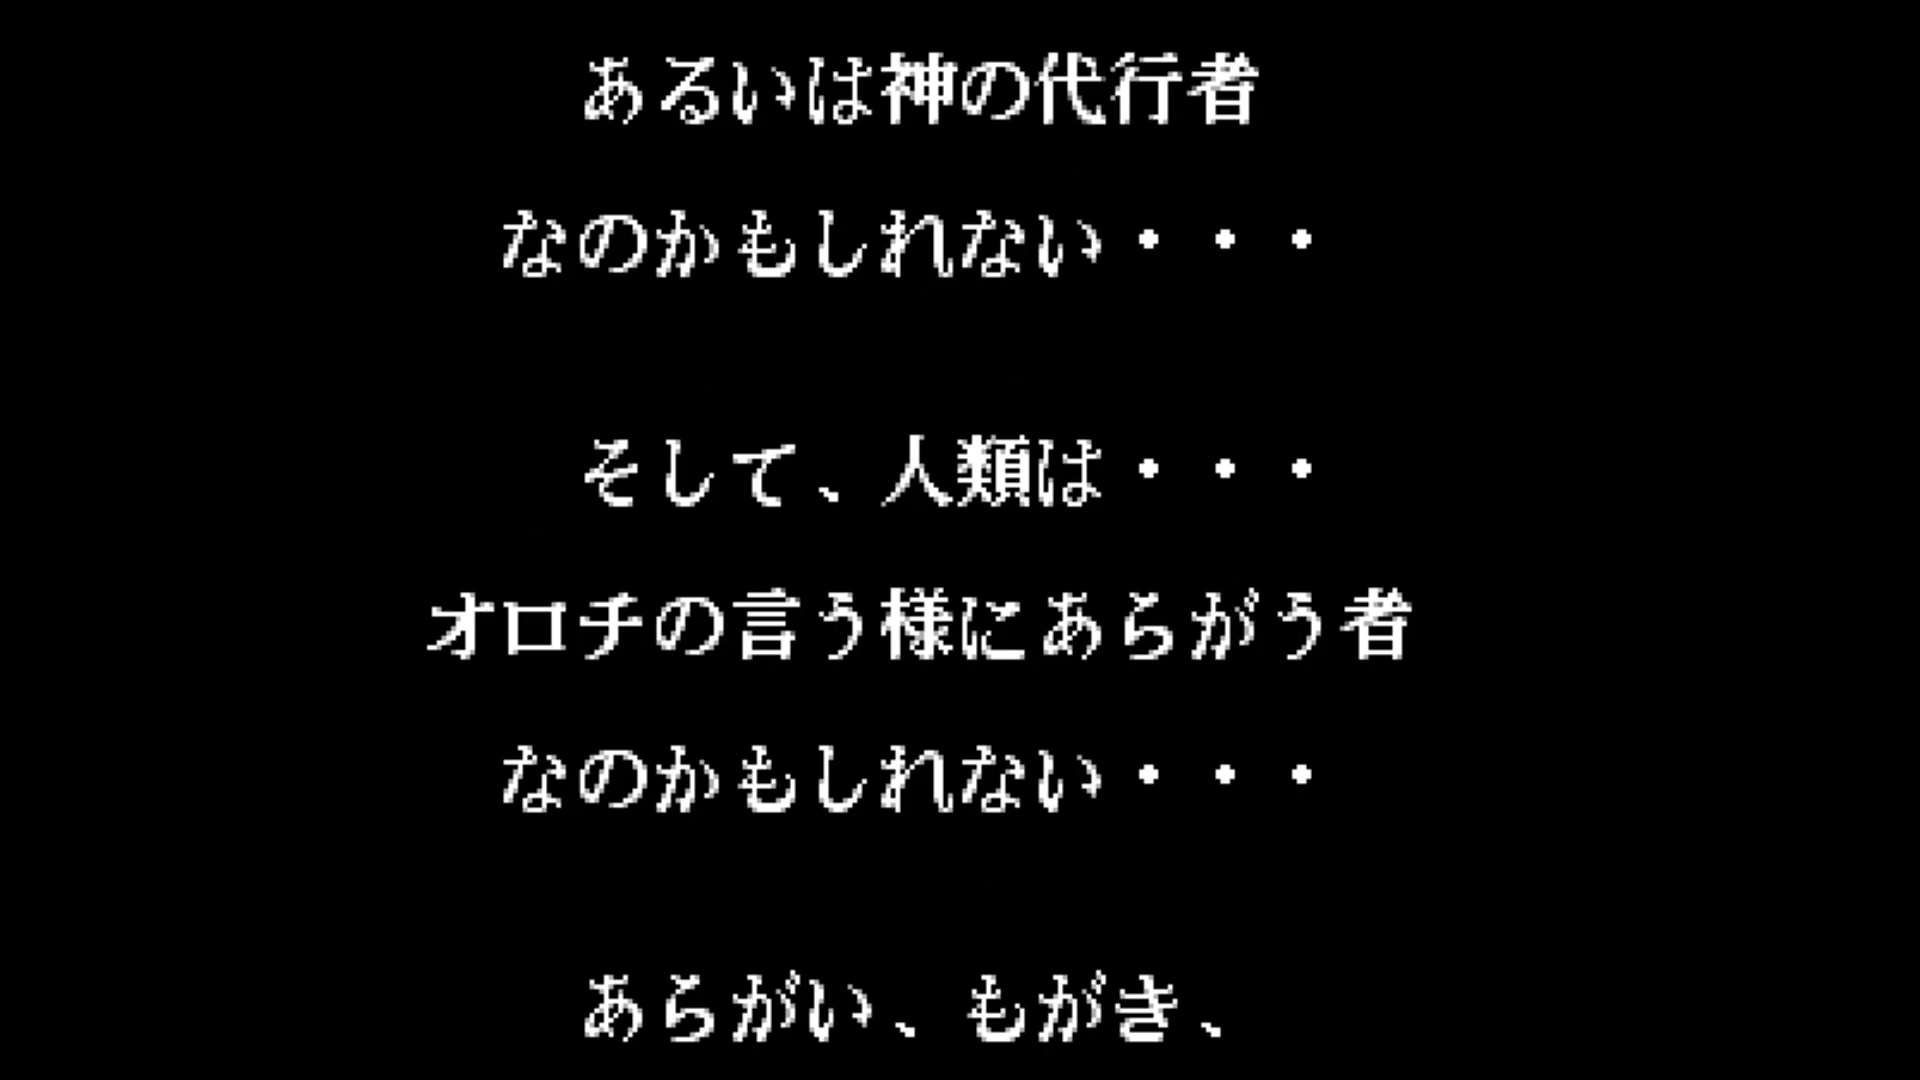 あるいは神の代行者
なのかもしれない・・・
そして、人類は・・・
オロチの言う様にあらがう者
なのかもしれない・・・
あらがい、もがき、